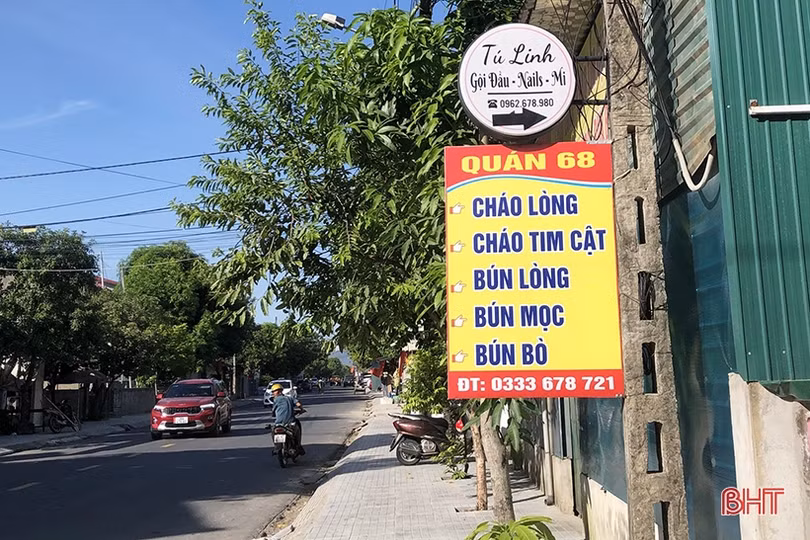 Tú Linh
Gội Đầu - Nails - Mi
☎ 0962.678.980
QUÁN 68
CHÁO LÒNG
CHÁO TIM CẬT
BÚN LÒNG
BÚN MỌC
BÚN BÒ
ĐT: 0333 678 721
BHT